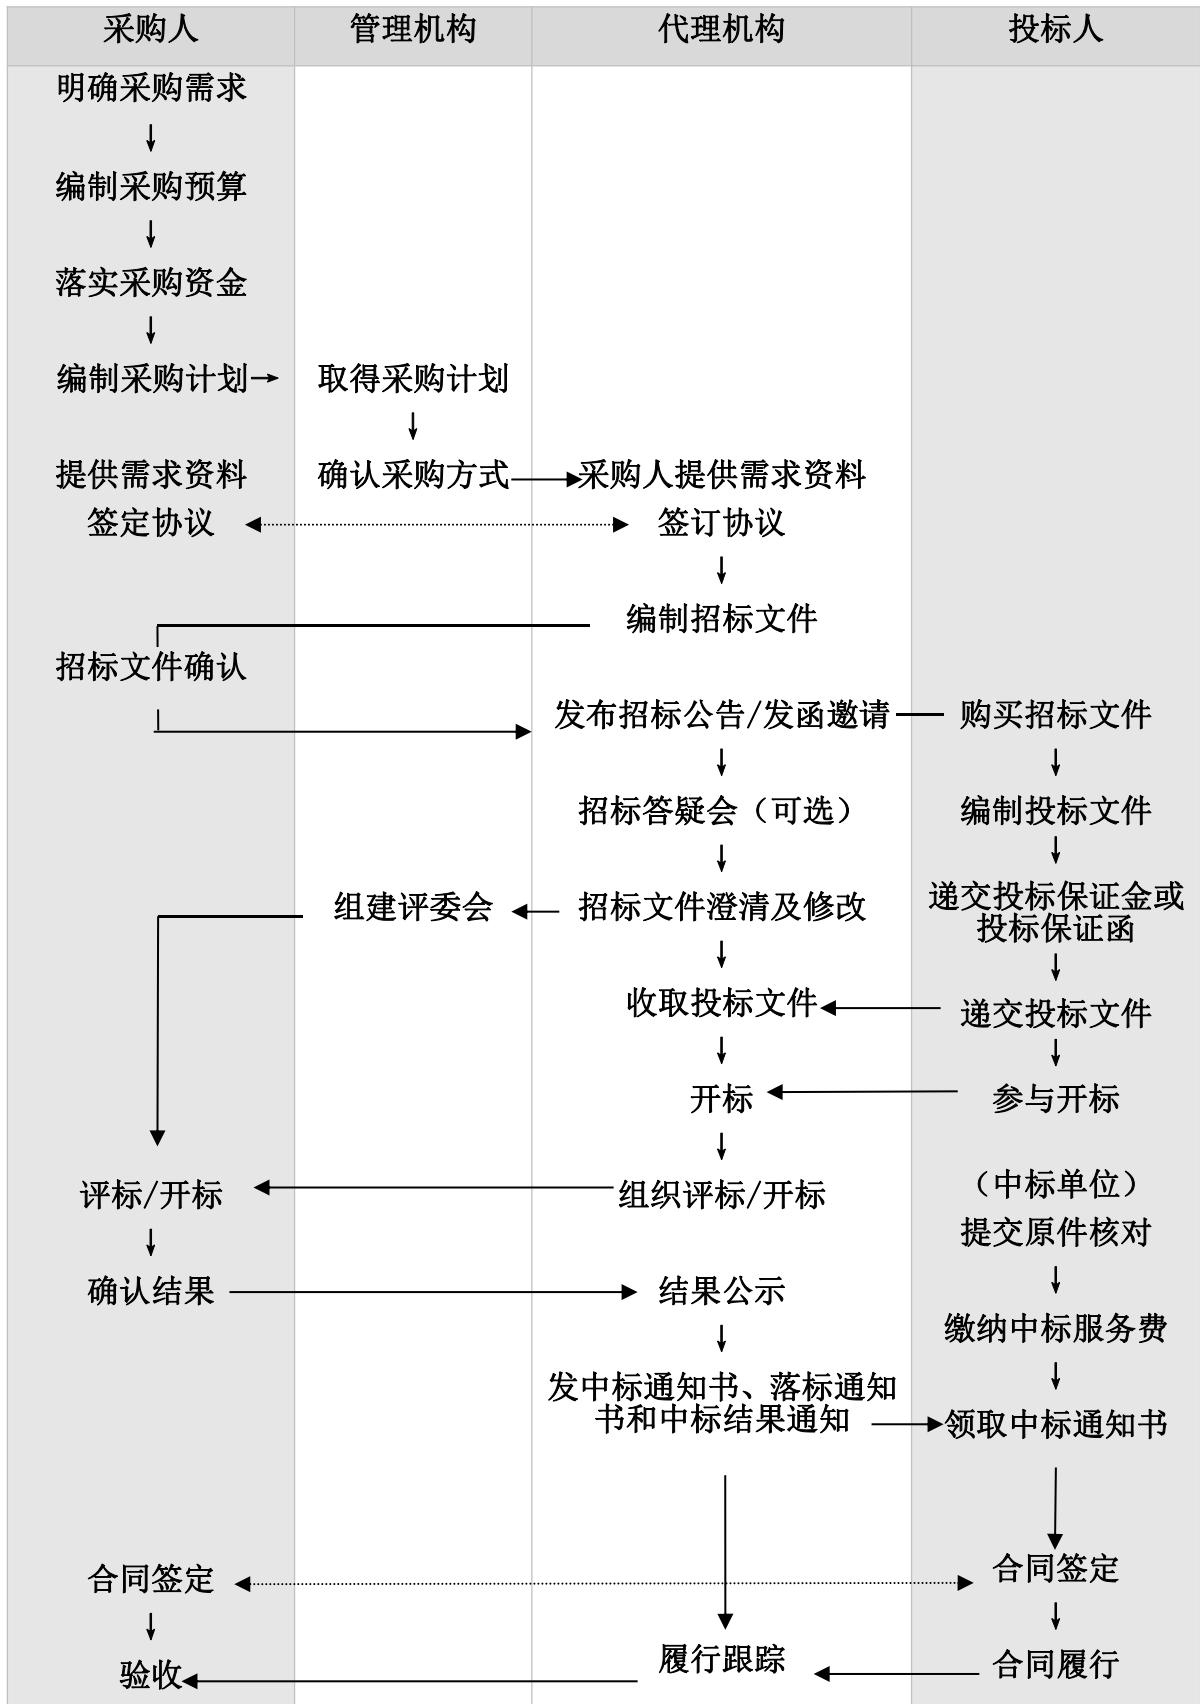 采购人 管理机构 代理机构 投标人
明确采购需求
编制采购预算
落实采购资金
编制采购计划 取得采购计划
提供需求资料 确认采购方式 采购人提供需求资料
签定协议 签订协议
编制招标文件
招标文件确认
发布招标公告/发函邀请 购买招标文件
招标答疑会（可选） 编制投标文件
组建评委会 招标文件澄清及修改 递交投标保证金或
投标保证函
收取投标文件 递交投标文件
开标 参与开标
（中标单位）
评标/开标 组织评标/开标
提交原件核对
确认结果 结果公示
缴纳中标服务费
发中标通知书、落标通知
书和中标结果通知 领取中标通知书
合同签定 合同签定
验收 履行跟踪 合同履行